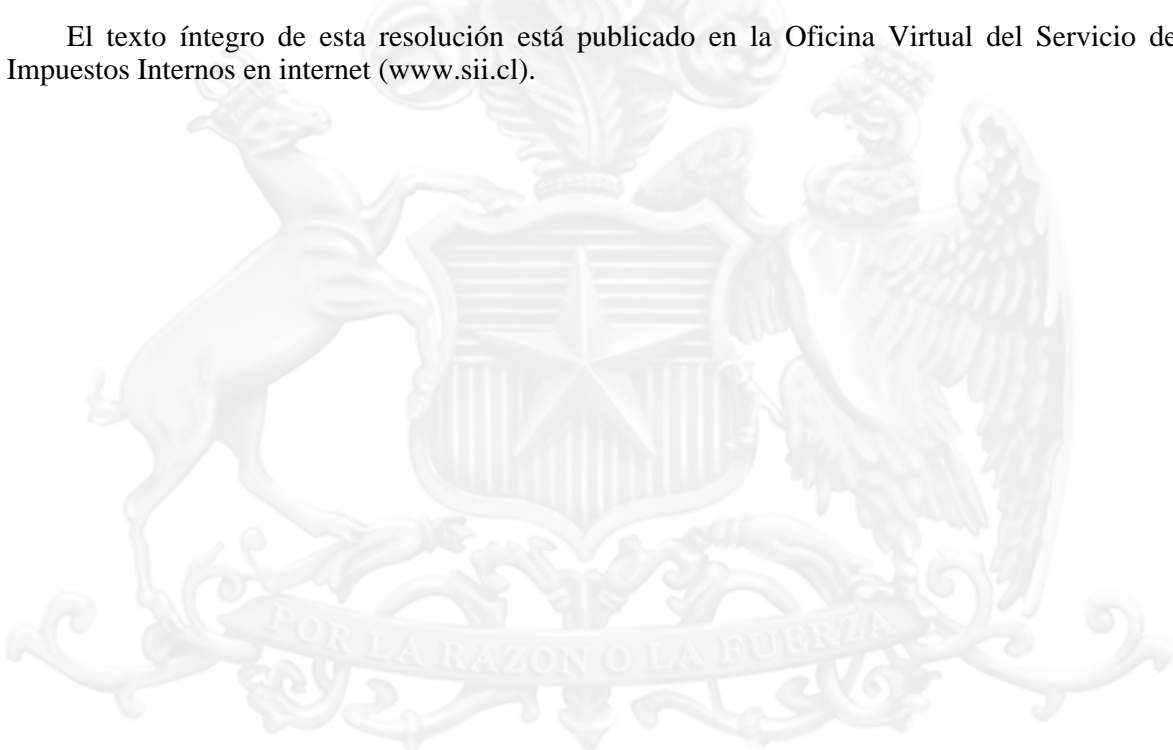 El texto íntegro de esta resolución está publicado en la Oficina Virtual del Servicio de
Impuestos Internos en internet (www.sii.cl).
POR LA RAZON O LA FUERZA